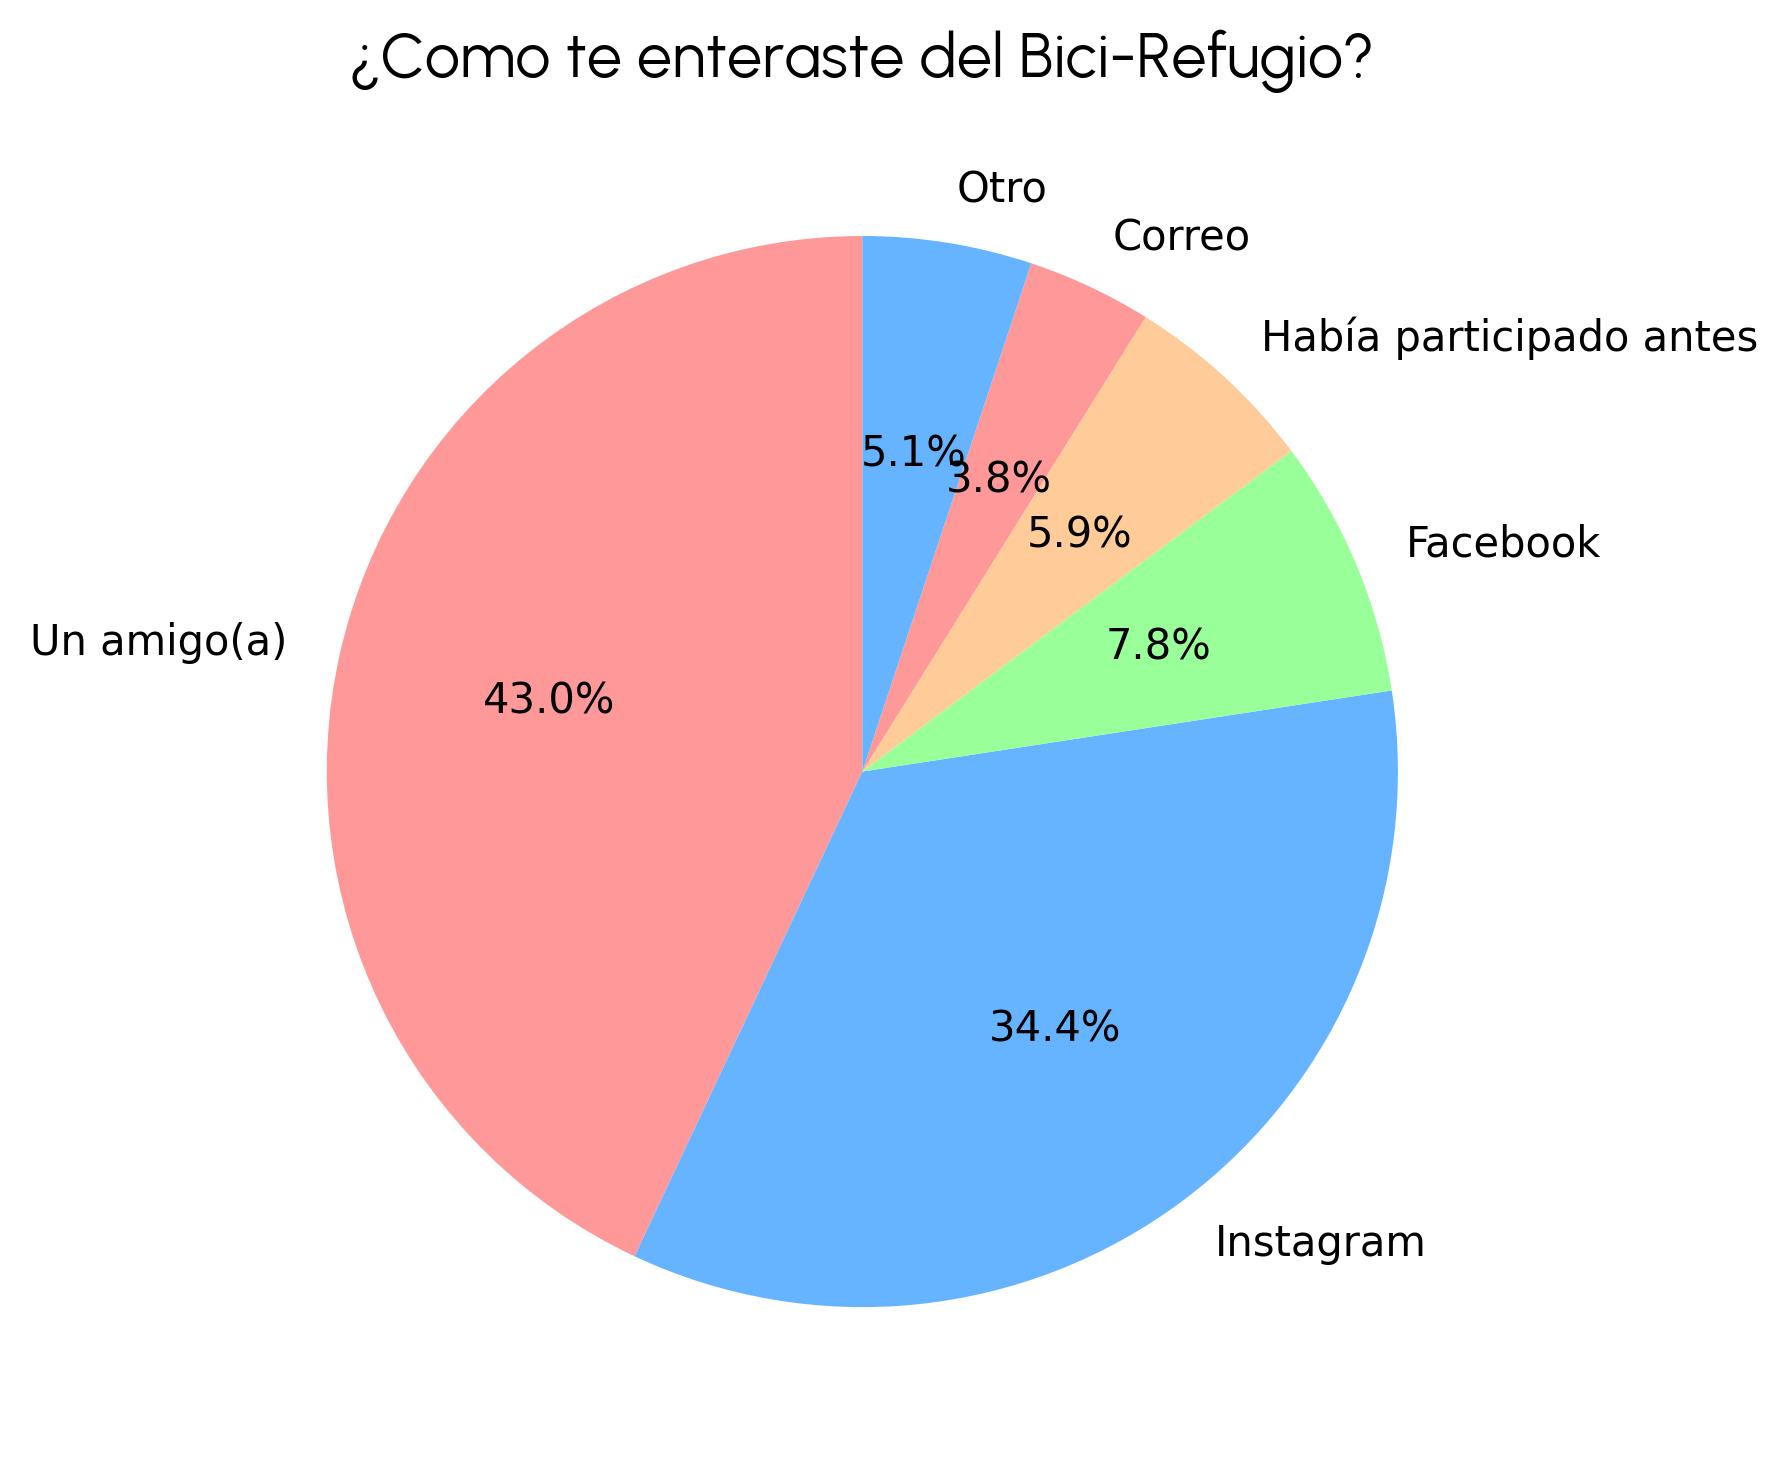 ¿Como te enteraste del Bici-Refugio?
Otro
Correo
Había participado antes
5.1%
3.8%
5.9%
Facebook
7.8%
Un amigo(a)
43.0%
34.4%
Instagram